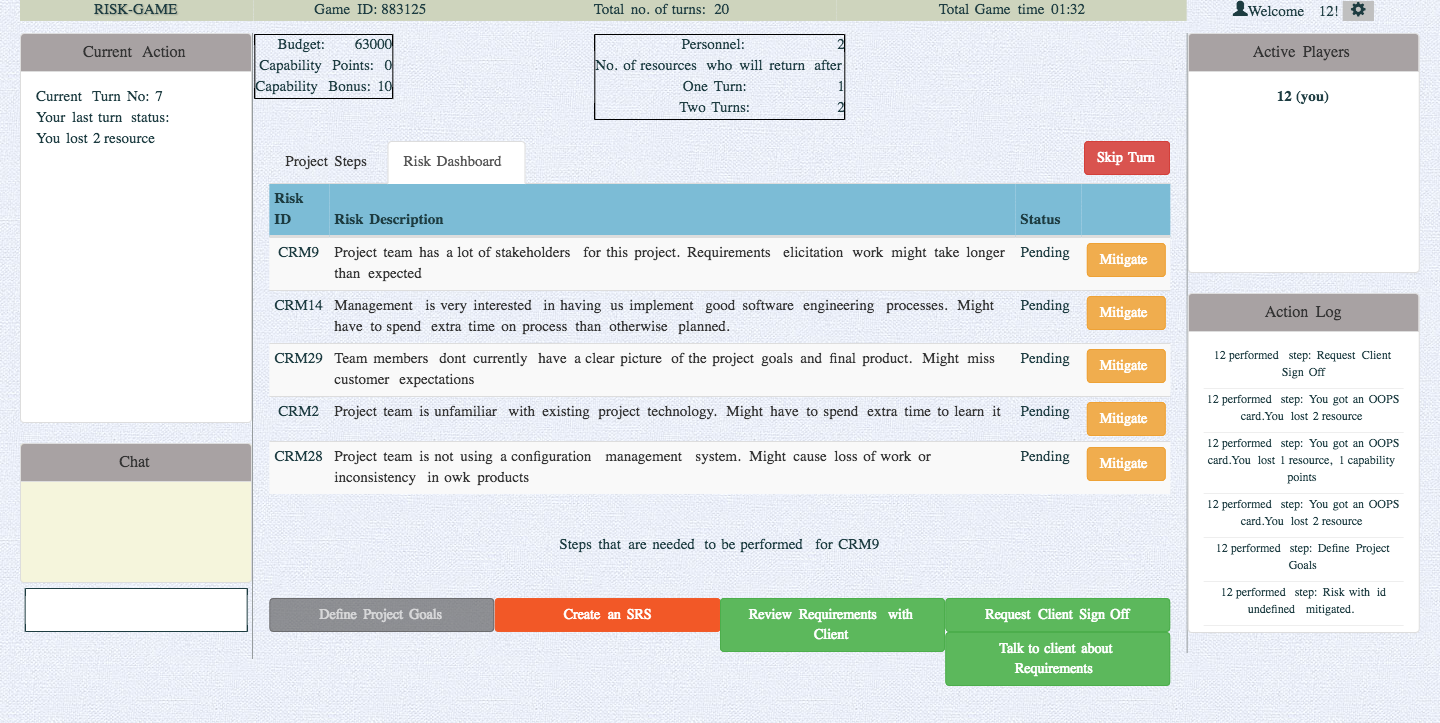 RISK-GAME
Game ID: 883125
Total no. of turns: 20
Total Game time 01:32
Welcome 12!
Current Action
Current Turn No: 7
Your last turn status:
You lost 2 resource
Chat
Budget: 63000
Capability Points: 0
Capability Bonus: 10
Personnel: 2
No. of resources who will return after
One Turn: 1
Two Turns: 2
Project Steps
Risk Dashboard
Skip Turn
Risk
ID
Risk Description
Status
CRM9
Project team has a lot of stakeholders for this project. Requirements elicitation work might take longer
than expected
Pending
Mitigate
CRM14
Management is very interested in having us implement good software engineering processes. Might
have to spend extra time on process than otherwise planned.
Pending
Mitigate
CRM29
Team members dont currently have a clear picture of the project goals and final product. Might miss
customer expectations
Pending
Mitigate
CRM2
Project team is unfamiliar with existing project technology. Might have to spend extra time to learn it
Pending
Mitigate
CRM28
Project team is not using a configuration management system. Might cause loss of work or
inconsistency in owk products
Pending
Mitigate
Steps that are needed to be performed for CRM9
Define Project Goals
Create an SRS
Review Requirements with
Client
Request Client Sign Off
Talk to client about
Requirements
Active Players
12 (you)
Action Log
12 performed step: Request Client
Sign Off
12 performed step: You got an OOPS
card.You lost 2 resource
12 performed step: You got an OOPS
card.You lost 1 resource, 1 capability
points
12 performed step: You got an OOPS
card.You lost 2 resource
12 performed step: Define Project
Goals
12 performed step: Risk with id
undefined mitigated.